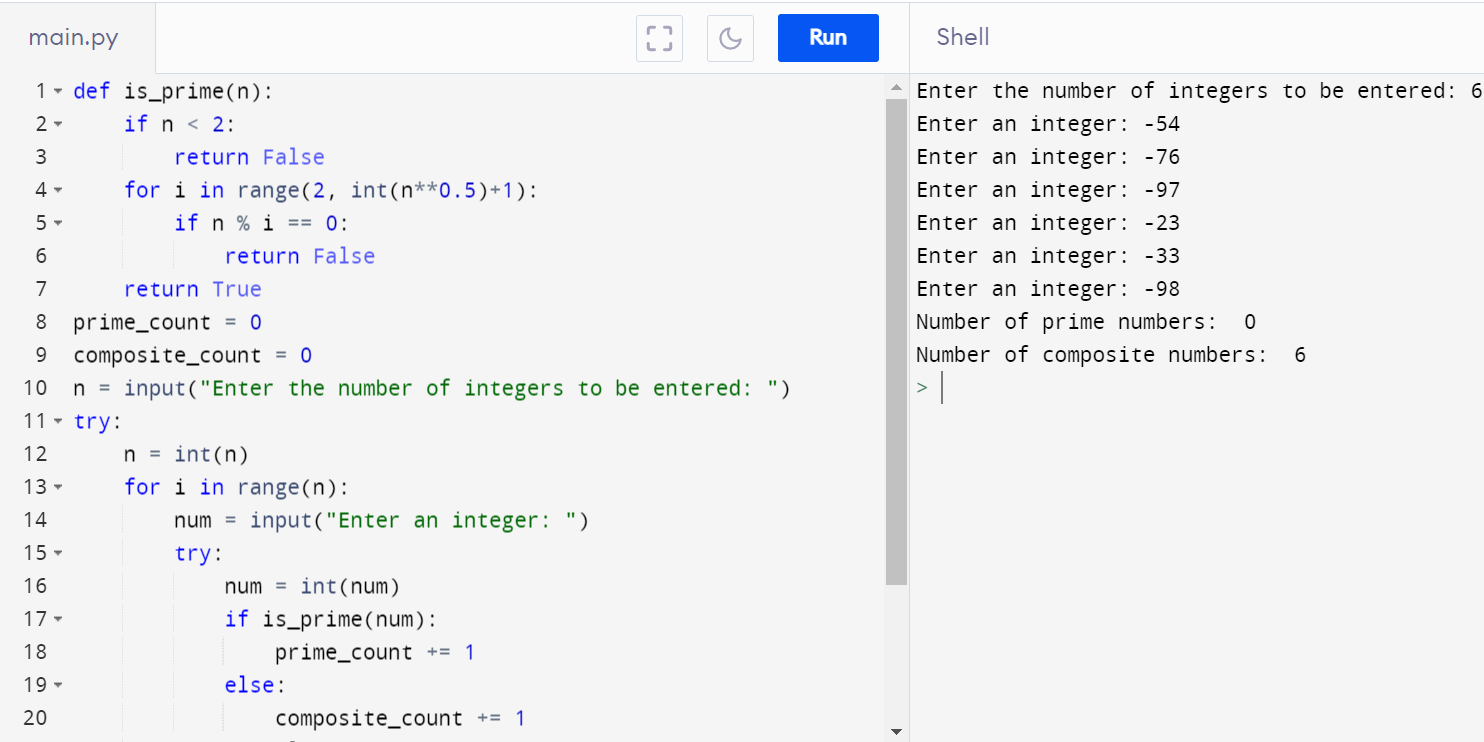 main.py
Run
1 def is_prime(n):
2     if n < 2:
3         return False
4     for i in range(2, int(n**0.5)+1):
5         if n % i == 0:
6             return False
7     return True
8 prime_count = 0
9 composite_count = 0
10 n = input("Enter the number of integers to be entered: ")
11 try:
12     n = int(n)
13     for i in range(n):
14         num = input("Enter an integer: ")
15         try:
16             num = int(num)
17             if is_prime(num):
18                 prime_count += 1
19             else:
20                 composite_count += 1
Shell
Enter the number of integers to be entered: 6
Enter an integer: -54
Enter an integer: -76
Enter an integer: -97
Enter an integer: -23
Enter an integer: -33
Enter an integer: -98
Number of prime numbers:  0
Number of composite numbers:  6
>